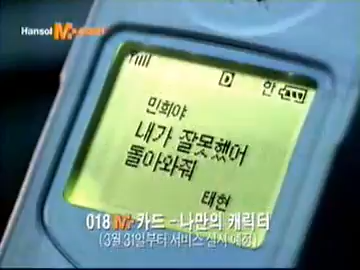 Hansol M.com
D 한
민희야
내가 잘못했어
돌아와줘
태현
018 M 카드 - 나만의 캐릭터
(3월 31일부터 서비스 실시 예정)